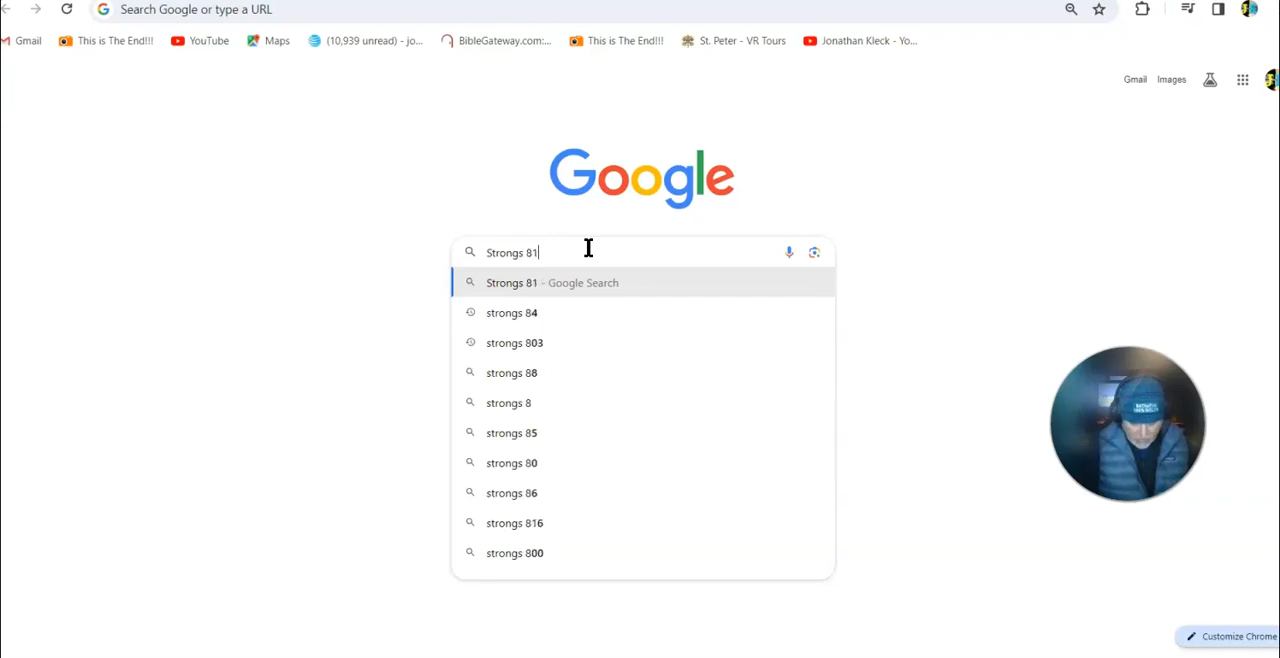 Search Google or type a URL
Gmail
This is The End!!!
YouTube
Maps
(10,939 unread) - jo...
BibleGateway.com:...
This is The End!!!
St. Peter - VR Tours
Jonathan Kleck - Yo...
Gmail
Images
Google
Strongs 81
Strongs 81 - Google Search
strongs 84
strongs 803
strongs 88
strongs 8
strongs 85
strongs 80
strongs 86
strongs 816
strongs 800
Customize Chrome